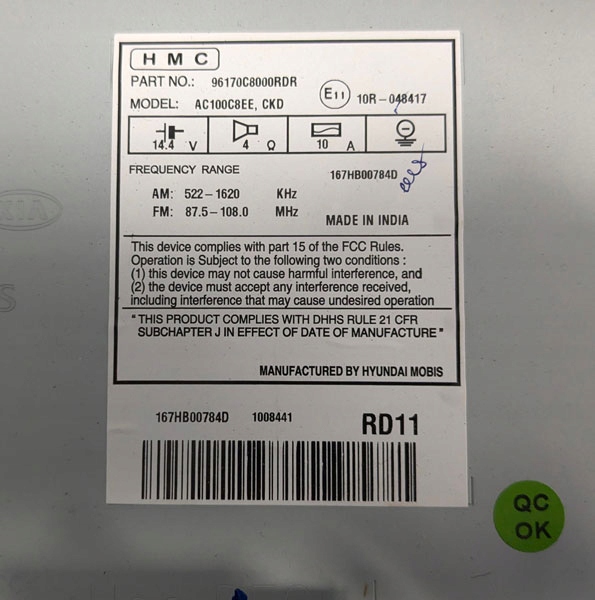 HMC
PART NO.: 96170C8000RDR
MODEL: AC100C8EE, CKD
E11 10R-048417
14.4 V 4 Ω 10 A
FREQUENCY RANGE
167HB00784D
AM: 522-1620 KHz
FM: 87.5-108.0 MHz
MADE IN INDIA
This device complies with part 15 of the FCC Rules.
Operation is Subject to the following two conditions :
(1) this device may not cause harmful interference, and
(2) the device must accept any interference received,
including interference that may cause undesired operation
"THIS PRODUCT COMPLIES WITH DHHS RULE 21 CFR
SUBCHAPTER J IN EFFECT OF DATE OF MANUFACTURE"
MANUFACTURED BY HYUNDAI MOBIS
167HB00784D 1008441 RD11
KIA
QC
OK